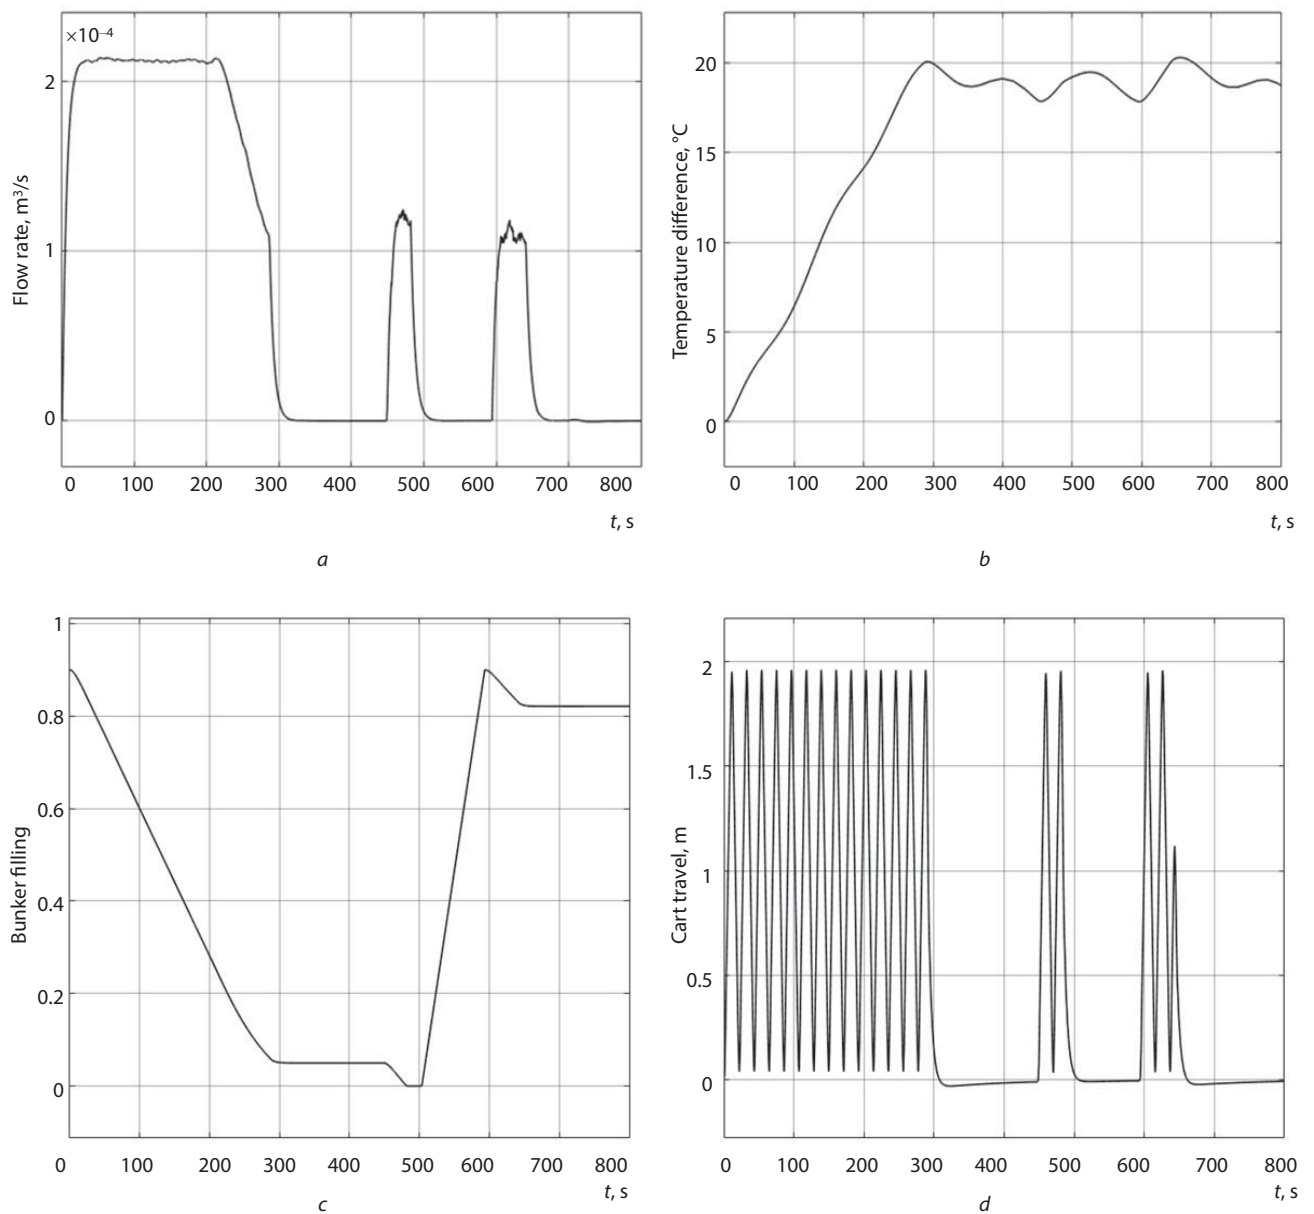 ×10⁻⁴
2
1
0
Flow rate, m³/s
0 100 200 300 400 500 600 700 800
t, s
a
20
15
10
5
0
Temperature difference, °C
0 100 200 300 400 500 600 700 800
t, s
b
1
0.8
0.6
0.4
0.2
0
Bunker filling
0 100 200 300 400 500 600 700 800
t, s
c
2
1.5
1
0.5
0
Cart travel, m
0 100 200 300 400 500 600 700 800
t, s
d